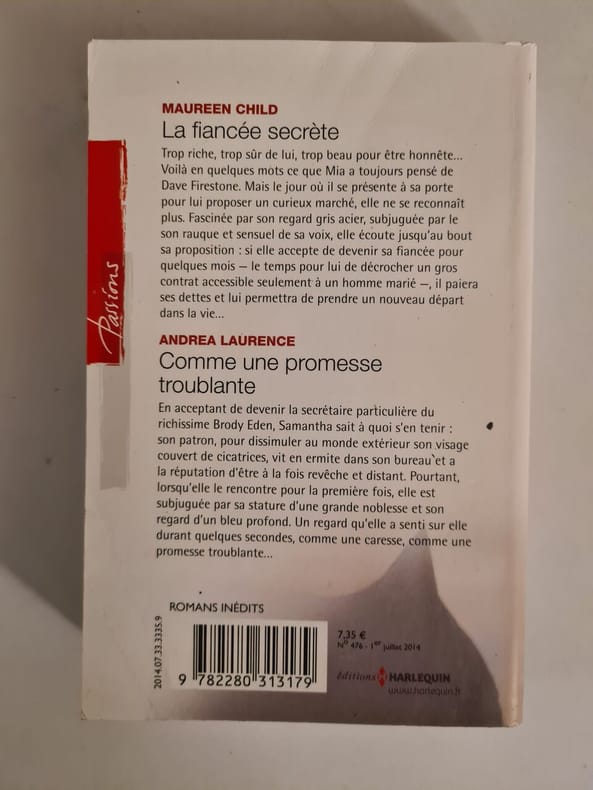 MAUREEN CHILD
La fiancée secrète
Trop riche, trop sûr de lui, trop beau pour être honnête...
Voilà en quelques mots ce que Mia a toujours pensé de
Dave Firestone. Mais le jour où il se présente à sa porte
pour lui proposer un curieux marché, elle ne se reconnaît
plus. Fascinée par son regard gris acier, subjuguée par le
son rauque et sensuel de sa voix, elle écoute jusqu'au bout
sa proposition : si elle accepte de devenir sa fiancée pour
quelques mois – le temps pour lui de décrocher un gros
contrat accessible seulement à un homme marié –, il paiera
ses dettes et lui permettra de prendre un nouveau départ
dans la vie...
Passions
ANDREA LAURENCE
Comme une promesse
troublante
En acceptant de devenir la secrétaire particulière du
richissime Brody Eden, Samantha sait à quoi s'en tenir :
son patron, pour dissimuler au monde extérieur son visage
couvert de cicatrices, vit en ermite dans son bureau et a
la réputation d'être à la fois revêche et distant. Pourtant,
lorsqu'elle le rencontre pour la première fois, elle est
subjuguée par sa stature d'une grande noblesse et son
regard d'un bleu profond. Un regard qu'elle a senti sur elle
durant quelques secondes, comme une caresse, comme une
promesse troublante...
ROMANS INÉDITS
2014.07.33.3335.9
9 782280 313179
7,35 €
N° 476 - 1er juillet 2014
éditions HARLEQUIN
www.harlequin.fr